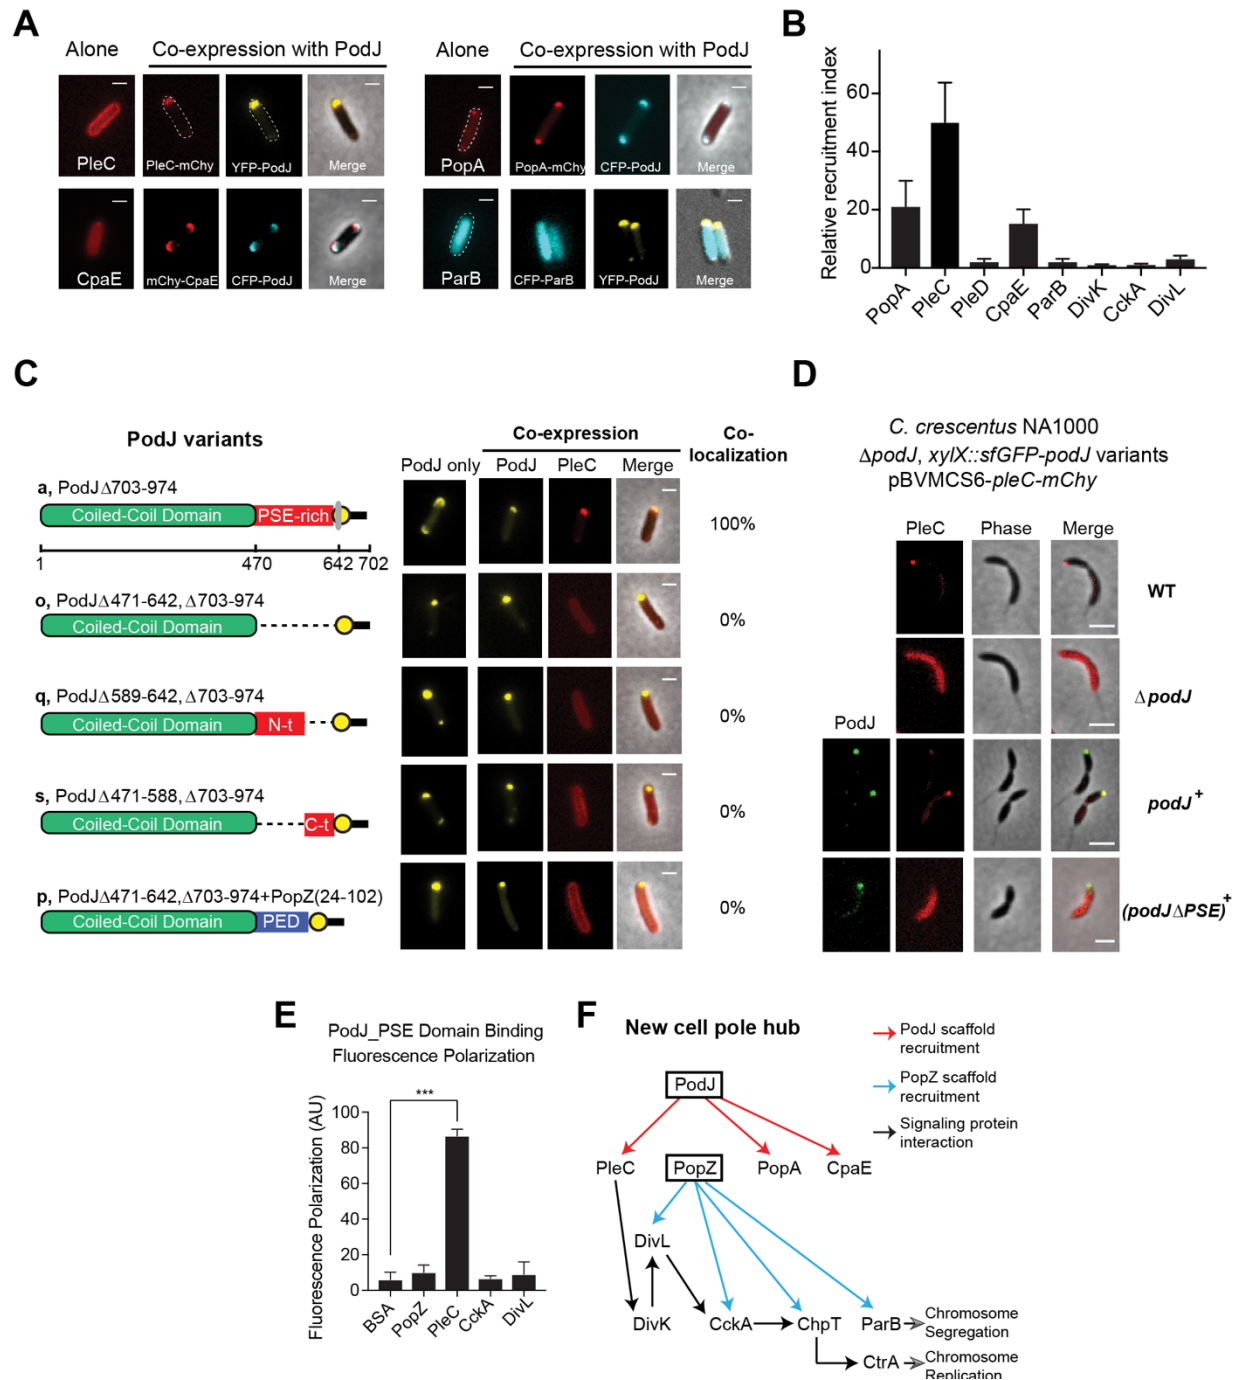 A
Alone
Co-expression with PodJ
PleC
PleC-mChy
YFP-PodJ
Merge
CpaE
mChy-CpaE
CFP-PodJ
Merge
Alone
Co-expression with PodJ
PopA
PopA-mChy
CFP-PodJ
Merge
ParB
CFP-ParB
YFP-PodJ
Merge
B
Relative recruitment index
60
40
20
0
PopA
PleC
PleD
CpaE
ParB
DivK
CckA
DivL
C
PodJ variants
Co-expression
Co-
localization
PodJ only
PodJ
PleC
Merge
a, PodJΔ703-974
Coiled-Coil Domain
PSE-rich
1
470
642
702
100%
o, PodJΔ471-642, Δ703-974
Coiled-Coil Domain
0%
q, PodJΔ589-642, Δ703-974
Coiled-Coil Domain
N-t
0%
s, PodJΔ471-588, Δ703-974
Coiled-Coil Domain
C-t
0%
p, PodJΔ471-642,Δ703-974+PopZ(24-102)
Coiled-Coil Domain
PED
0%
D
C. crescentus NA1000
ΔpodJ, xylX::sfGFP-podJ variants
pBVMCS6-pleC-mChy
PleC
Phase
Merge
WT
ΔpodJ
PodJ
podJ+
(podJΔPSE)+
E
PodJ_PSE Domain Binding
Fluorescence Polarization
Fluorescence Polarization (AU)
***
100
80
60
40
20
0
BSA
PopZ
PleC
CckA
DivL
F
New cell pole hub
PodJ scaffold
recruitment
PopZ scaffold
recruitment
Signaling protein
interaction
PodJ
PleC
PopZ
PopA
CpaE
DivL
DivK
CckA
ChpT
ParB
Chromosome
Segregation
CtrA
Chromosome
Replication